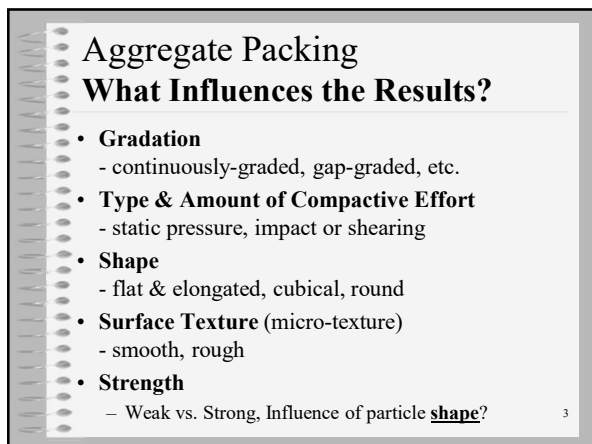 Aggregate Packing
What Influences the Results?
• Gradation
- continuously-graded, gap-graded, etc.
• Type & Amount of Compactive Effort
- static pressure, impact or shearing
• Shape
- flat & elongated, cubical, round
• Surface Texture (micro-texture)
- smooth, rough
• Strength
– Weak vs. Strong, Influence of particle shape?
3